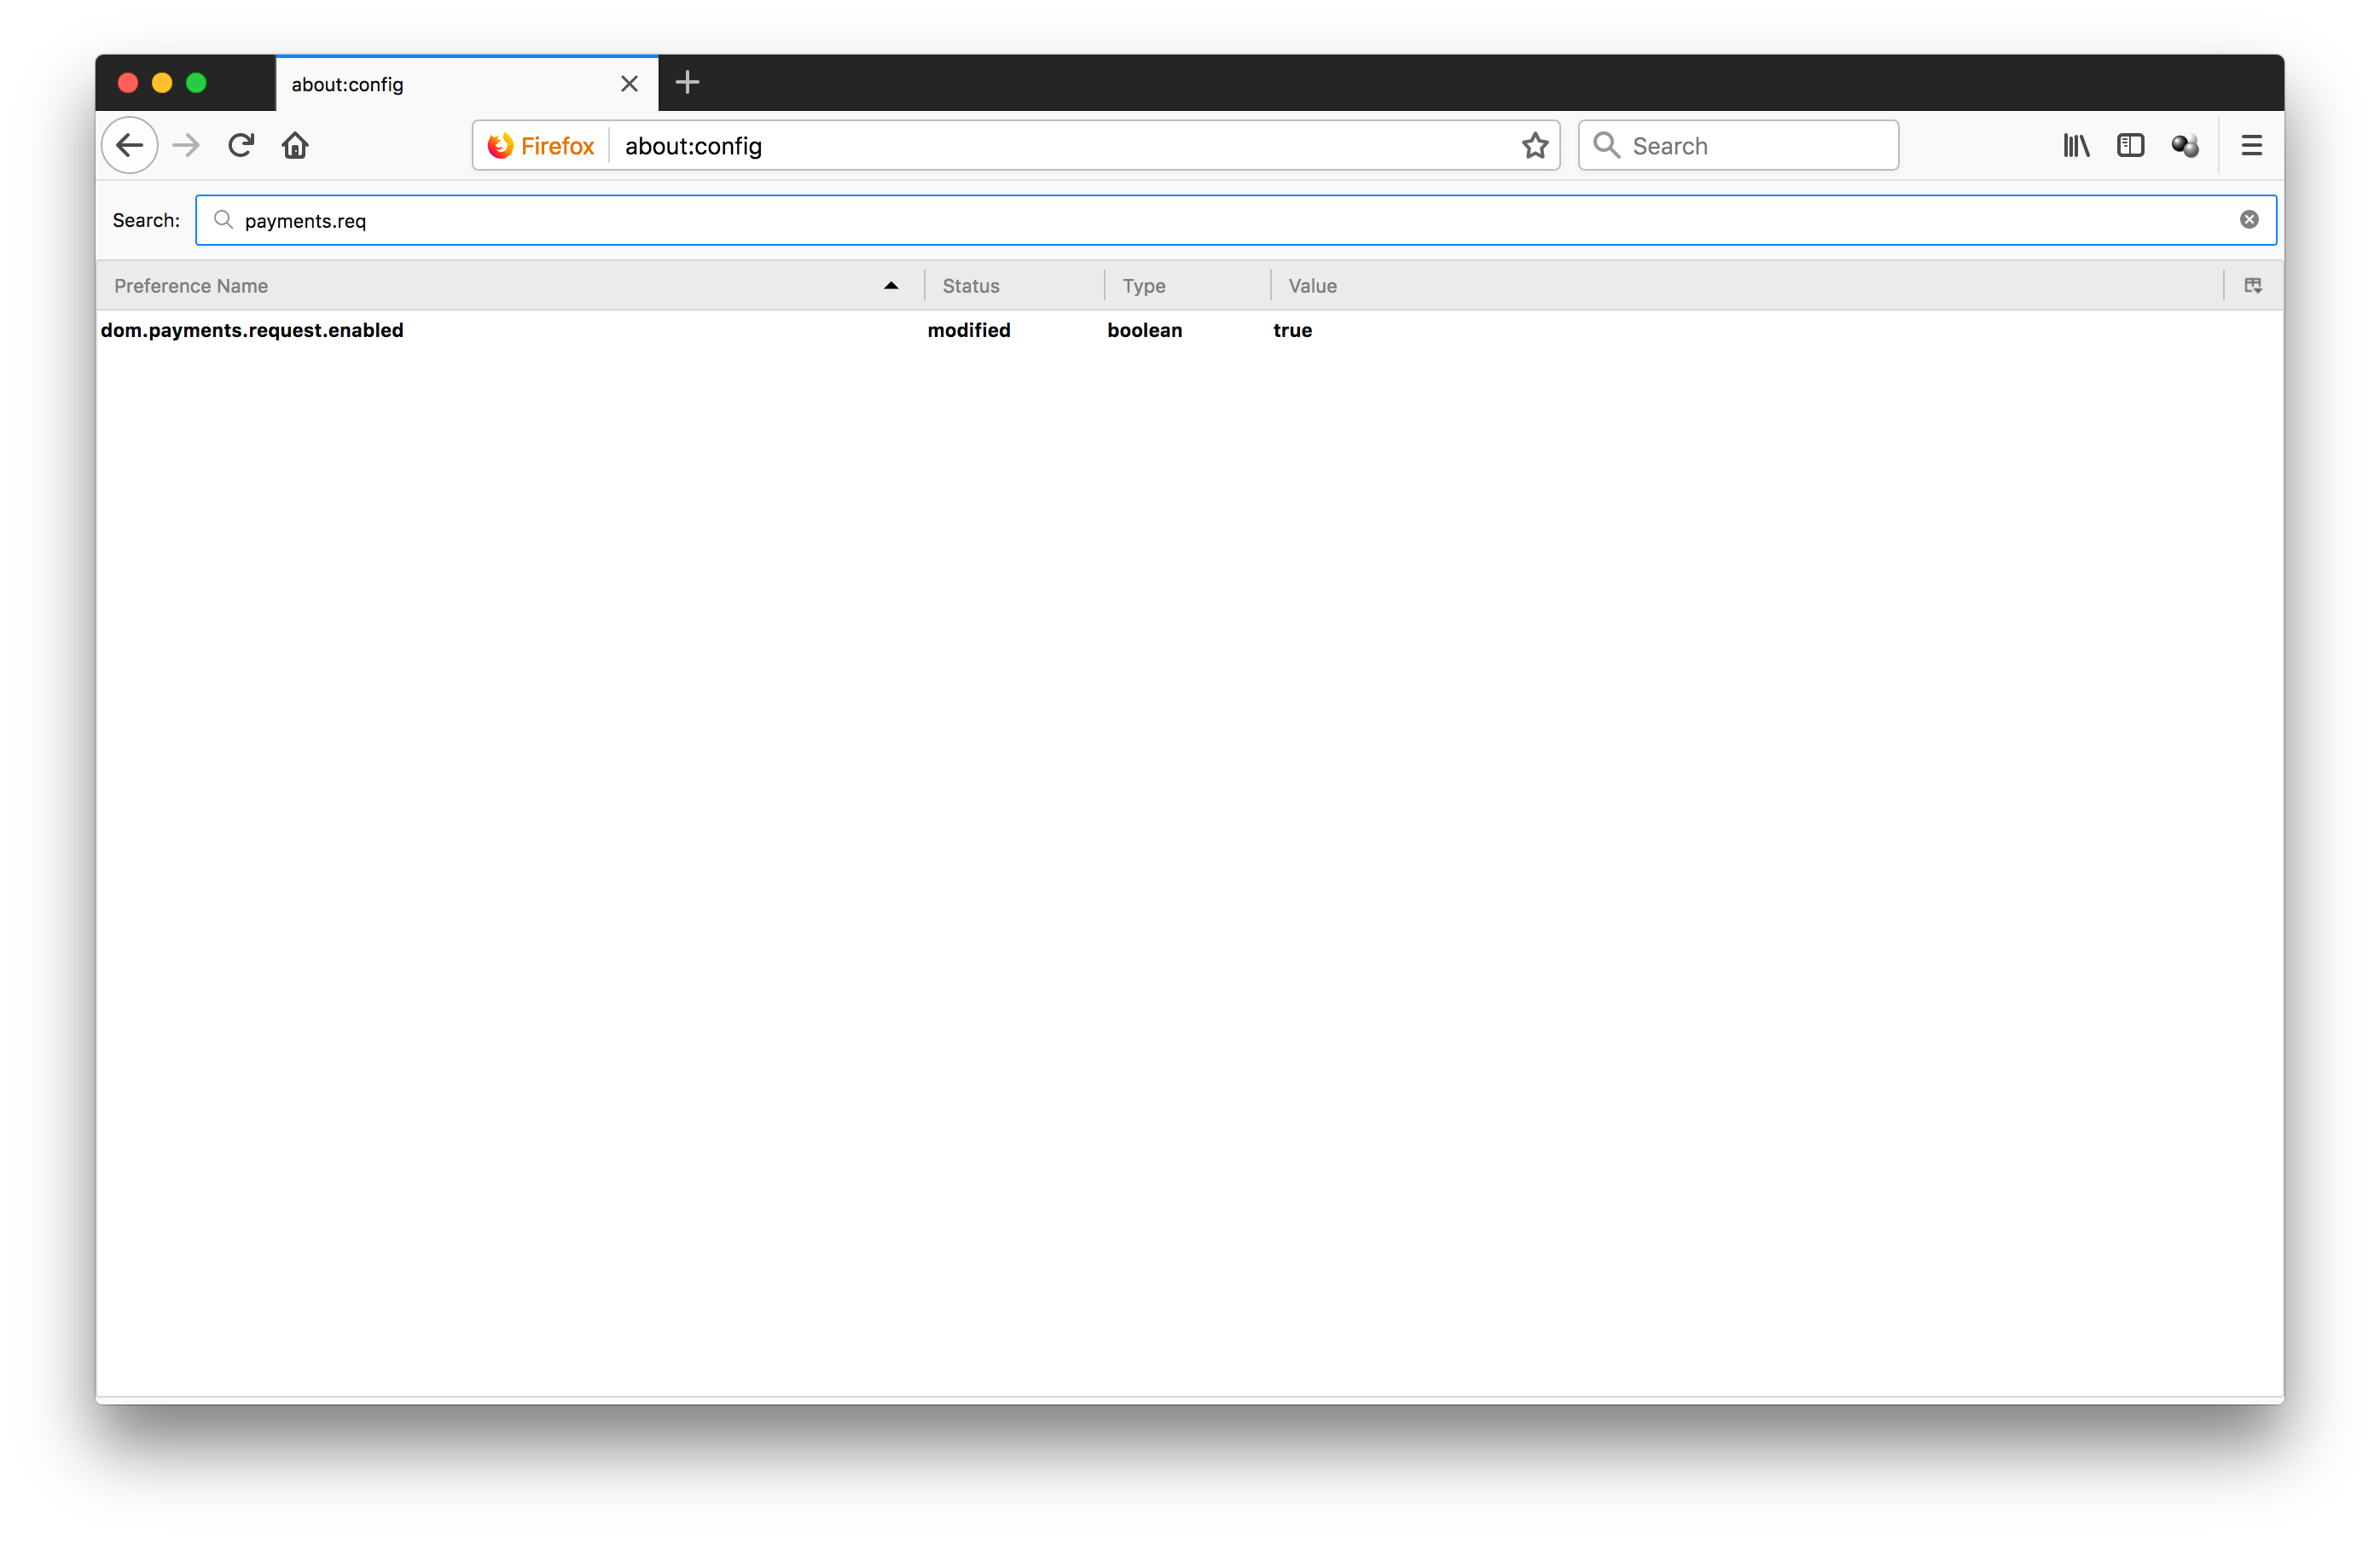 about:config
Firefox about:config Search
Search: payments.req
Preference Name Status Type Value
dom.payments.request.enabled modified boolean true